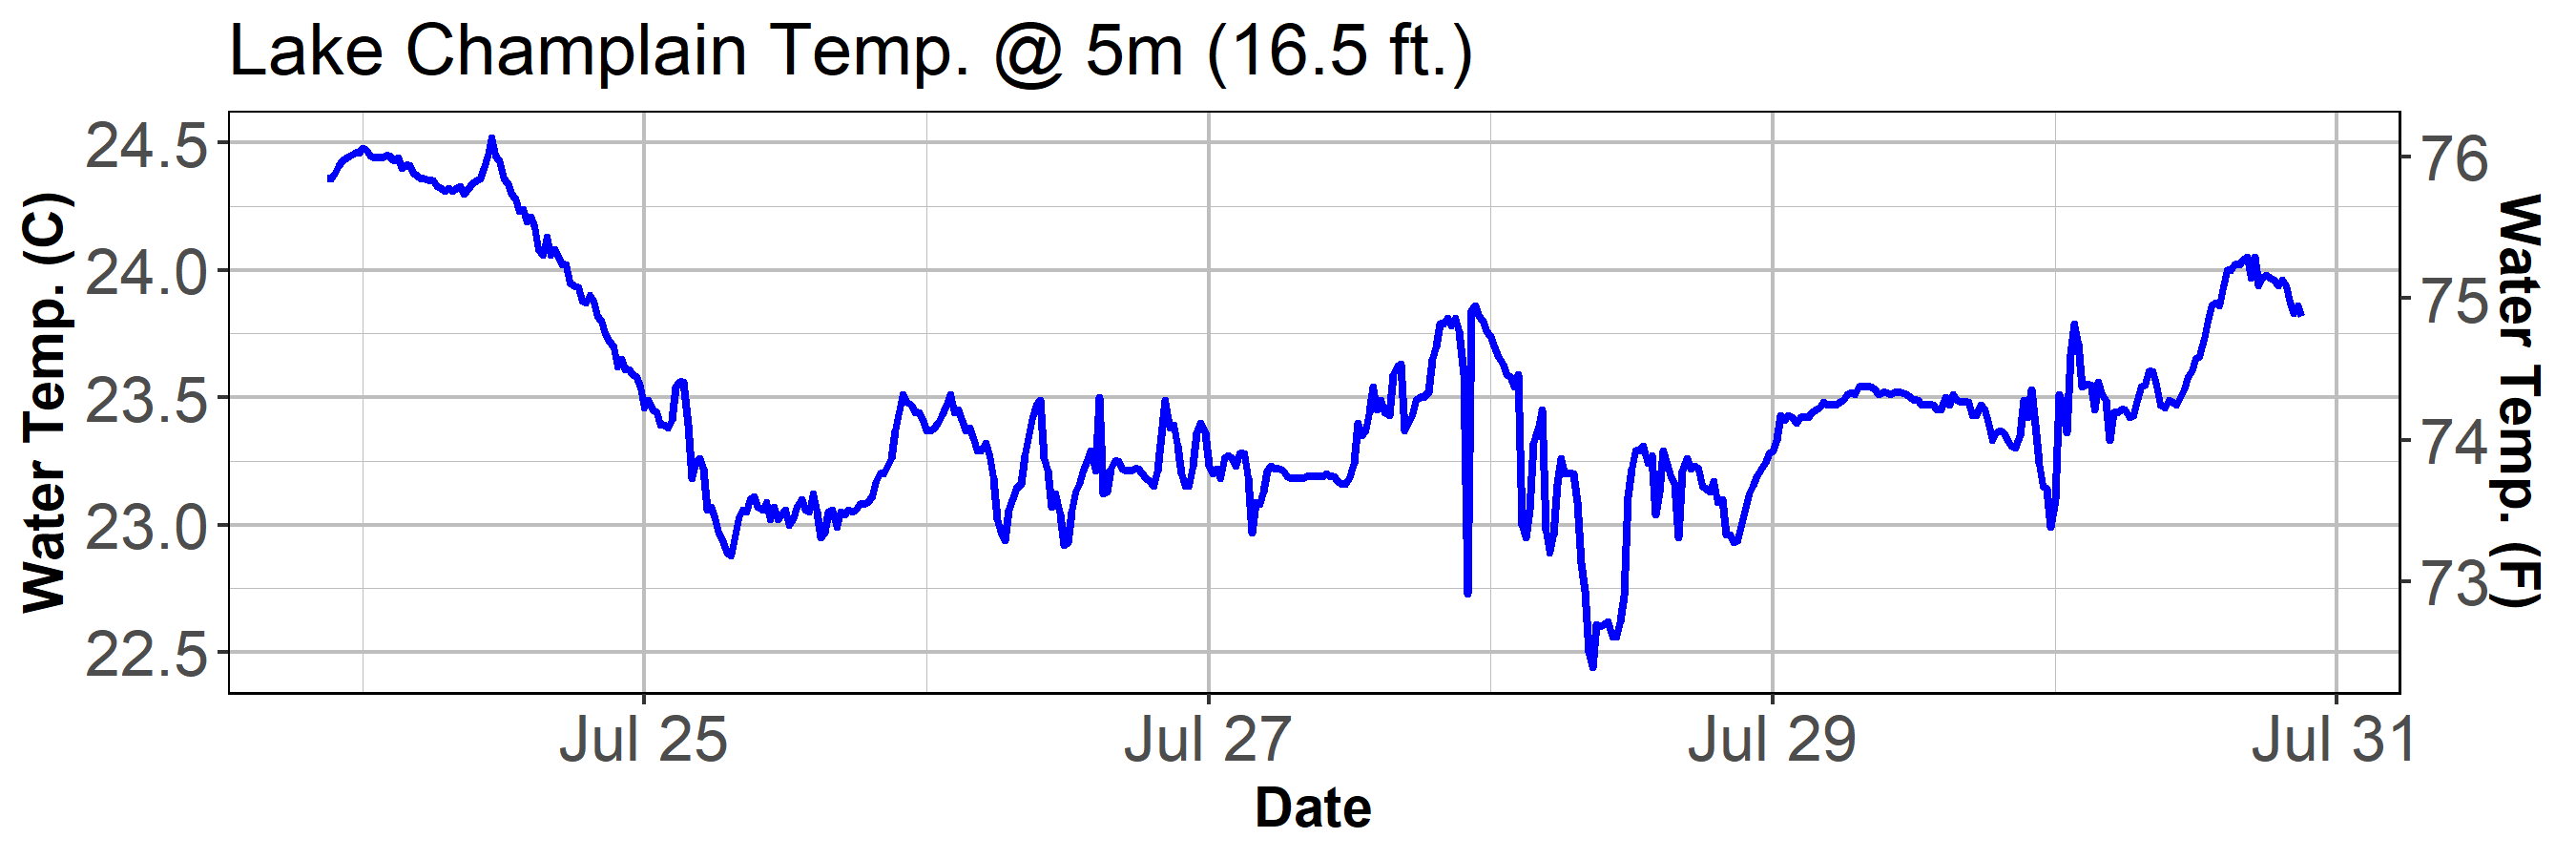 Lake Champlain Temp. @ 5m (16.5 ft.)
Water Temp. (C)
24.5
24.0
23.5
23.0
22.5
76
75
74
73
Water Temp. (F)
Jul 25
Jul 27
Jul 29
Jul 31
Date